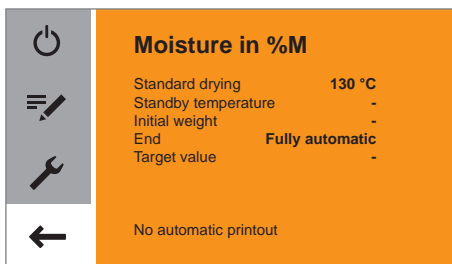 Moisture in %M
Standard drying 130 °C
Standby temperature -
Initial weight -
End Fully automatic
Target value -
No automatic printout